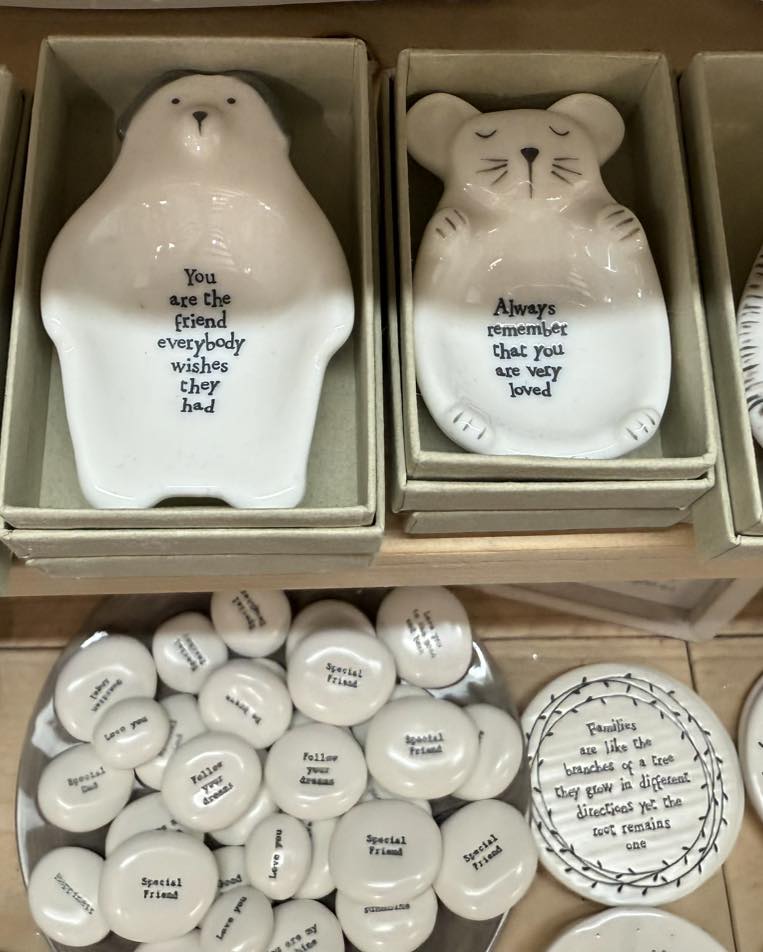 You
are the
friend
everybody
wishes
they
had
Always
remember
that you
are very
loved
Special
Friend
Special
Friend
Love you
Follow
your
dreams
Follow
your
dreams
Special
Dad
Love you
Special
Friend
Special
Friend
Special
Friend
Happiness
Love you
Families
are like the
branches of a tree
they grow in different
directions yet the
root remains
one